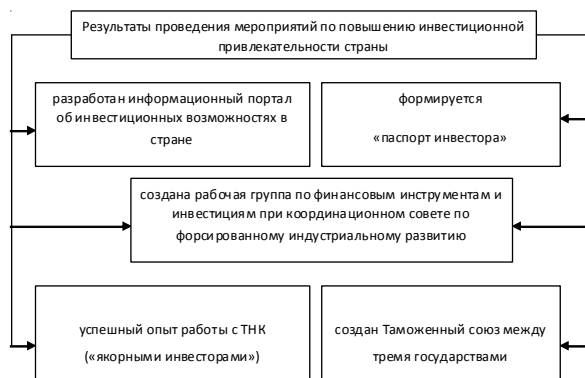 Результаты проведения мероприятий по повышению инвестиционной
привлекательности страны
разработан информационный портал
об инвестиционных возможностях в
стране
формируется
«паспорт инвестора»
создана рабочая группа по финансовым инструментам и
инвестициям при координационном совете по
форсированному индустриальному развитию
успешный опыт работы с ТНК
(«якорными инвесторами»)
создан Таможенный союз между
тремя государствами